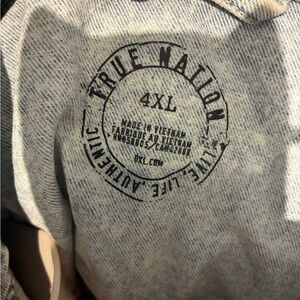 TRUE NATION
4XL
MADE IN VIETNAM
FABRIQUE AU VIETNAM
DXL.COM
LIVE. LIFE. AUTHENTIC